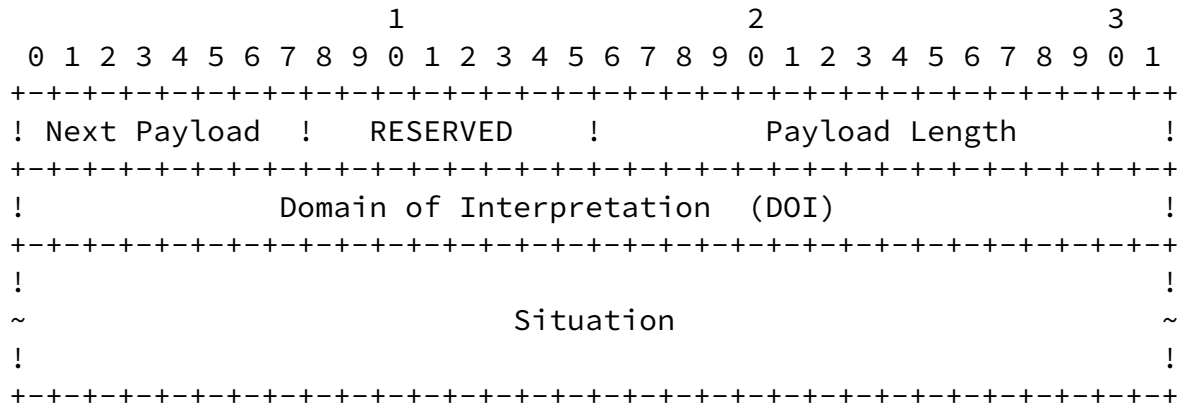 1                   2                   3
 0 1 2 3 4 5 6 7 8 9 0 1 2 3 4 5 6 7 8 9 0 1 2 3 4 5 6 7 8 9 0 1
+-+-+-+-+-+-+-+-+-+-+-+-+-+-+-+-+-+-+-+-+-+-+-+-+-+-+-+-+-+-+-+-+
! Next Payload  !   RESERVED    !         Payload Length        !
+-+-+-+-+-+-+-+-+-+-+-+-+-+-+-+-+-+-+-+-+-+-+-+-+-+-+-+-+-+-+-+-+
!              Domain of Interpretation  (DOI)                  !
+-+-+-+-+-+-+-+-+-+-+-+-+-+-+-+-+-+-+-+-+-+-+-+-+-+-+-+-+-+-+-+-+
!                                                               !
~                           Situation                           ~
!                                                               !
+-+-+-+-+-+-+-+-+-+-+-+-+-+-+-+-+-+-+-+-+-+-+-+-+-+-+-+-+-+-+-+-+